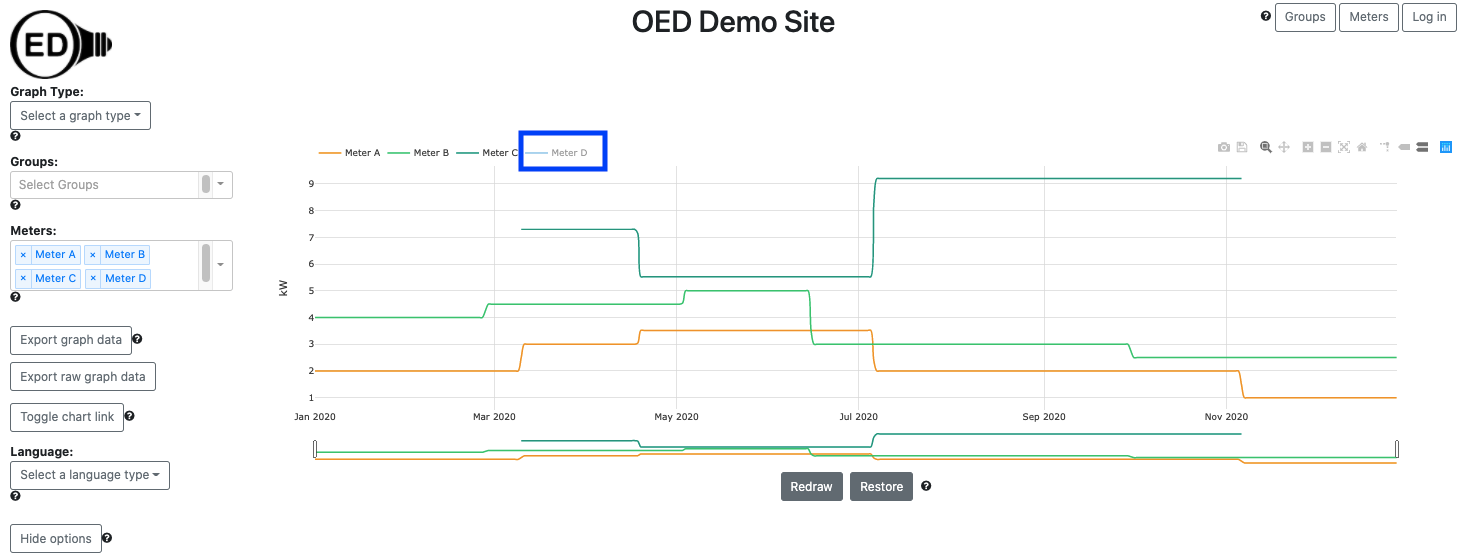 OED Demo Site
Groups Meters Log in
ED
Graph Type:
Select a graph type
Groups:
Select Groups
Meters:
× Meter A × Meter B
× Meter C × Meter D
Export graph data
Export raw graph data
Toggle chart link
Language:
Select a language type
Hide options
Meter A Meter B Meter C Meter D
9
8
7
6
5
4
3
2
1
kW
Jan 2020 Mar 2020 May 2020 Jul 2020 Sep 2020 Nov 2020
Redraw Restore